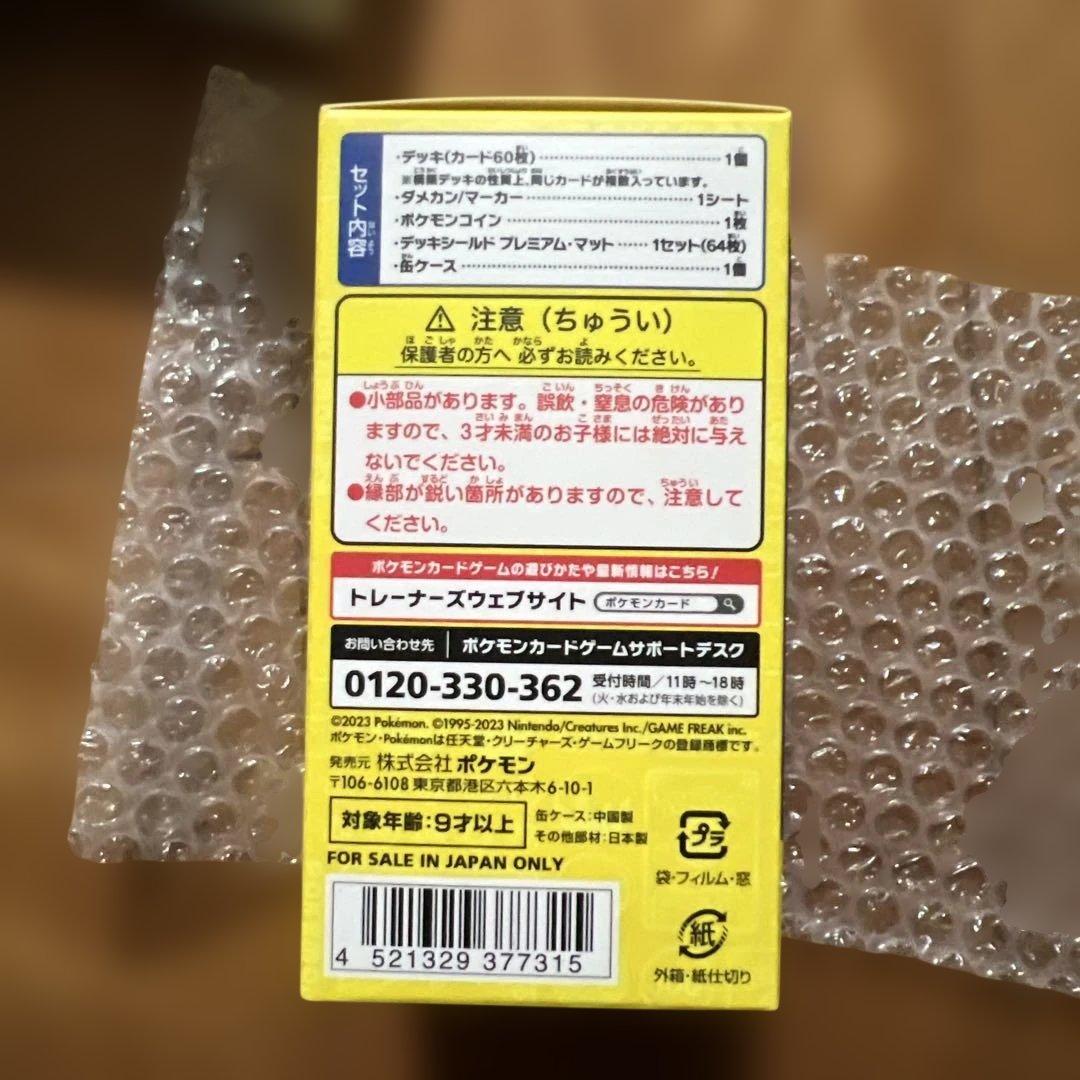 セット内容
・デッキ(カード60枚)……1個
※構築デッキの性質上、同じカードが複数入っています。
・ダメカン/マーカー……1シート
・ポケモンコイン……1枚
・デッキシールド プレミアム・マット……1セット(64枚)
・缶ケース……1個
⚠ 注意（ちゅうい）
保護者の方へ 必ずお読みください。
●小部品があります。誤飲・窒息の危険があり
ますので、3才未満のお子様には絶対に与え
ないでください。
●縁部が鋭い箇所がありますので、注意して
ください。
ポケモンカードゲームの遊びかたや最新情報はこちら!
トレーナーズウェブサイト ポケモンカード
お問い合わせ先 ポケモンカードゲームサポートデスク
0120-330-362 受付時間/11時〜18時
(火・水および年末年始を除く)
©2023 Pokémon. ©1995-2023 Nintendo/Creatures Inc./GAME FREAK inc.
ポケモン・Pokémonは任天堂・クリーチャーズ・ゲームフリークの登録商標です。
発売元 株式会社 ポケモン
〒106-6108 東京都港区六本木6-10-1
対象年齢:9才以上
缶ケース:中国製
その他部材:日本製
FOR SALE IN JAPAN ONLY
プラ
袋・フィルム・窓
紙
外箱・紙仕切り
4 521329 377315